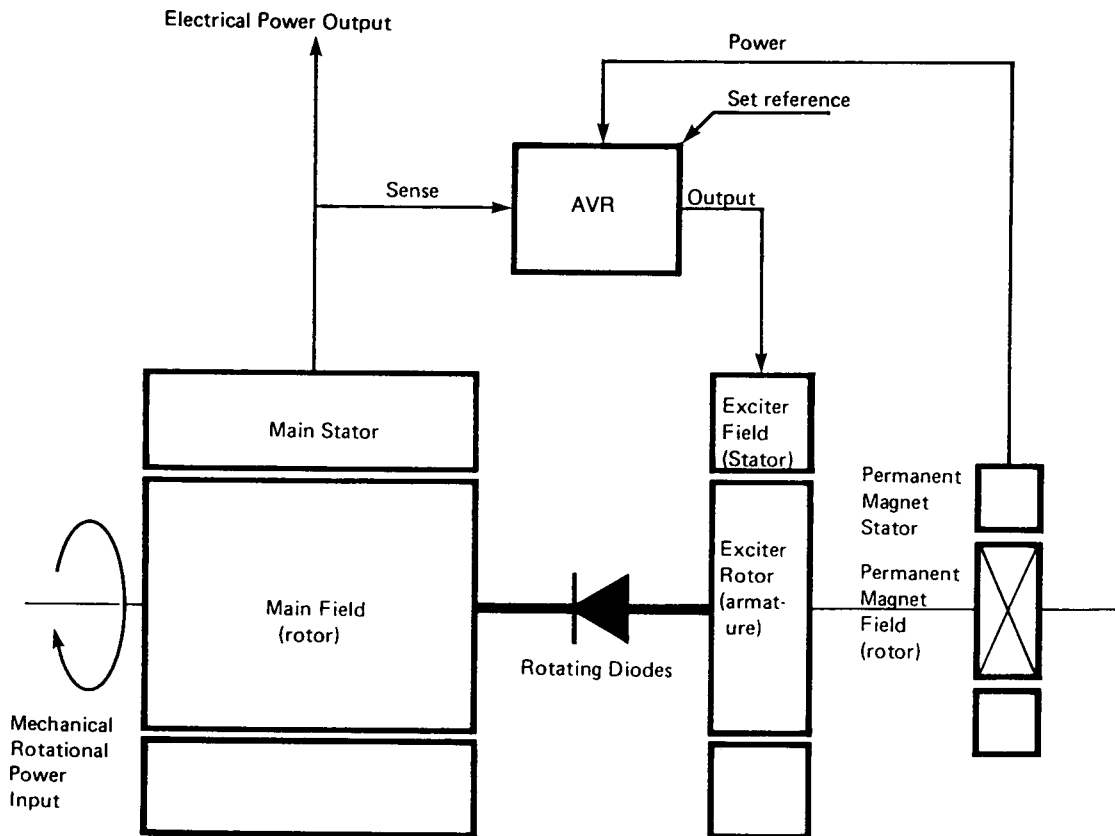 Electrical Power Output
Power
Set reference
Sense
AVR
Output
Main Stator
Exciter
Field
(Stator)
Permanent
Magnet
Stator
Main Field
(rotor)
Rotating Diodes
Exciter
Rotor
(armat-
ure)
Permanent
Magnet
Field
(rotor)
Mechanical
Rotational
Power
Input